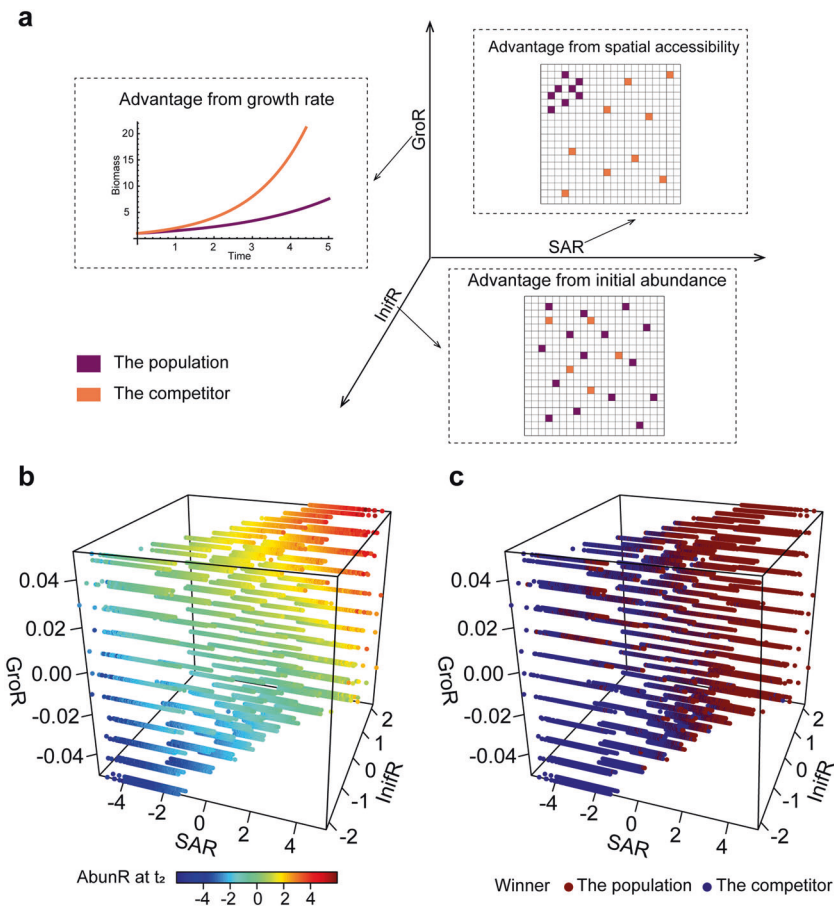 a
Advantage from spatial accessibility
Advantage from growth rate
GroR
20
15
10
5
Biomass
1
2
3
4
5
Time
SAR
Advantage from initial abundance
InifR
The population
The competitor
b
c
0.04
0.02
0.00
-0.02
-0.04
GroR
-4
-2
0
2
4
SAR
2
1
0
-1
-2
InifR
0.04
0.02
0.00
-0.02
-0.04
GroR
-4
-2
0
2
4
SAR
2
1
0
-1
-2
InifR
AbunR at t₂
-4 -2 0 2 4
Winner The population The competitor